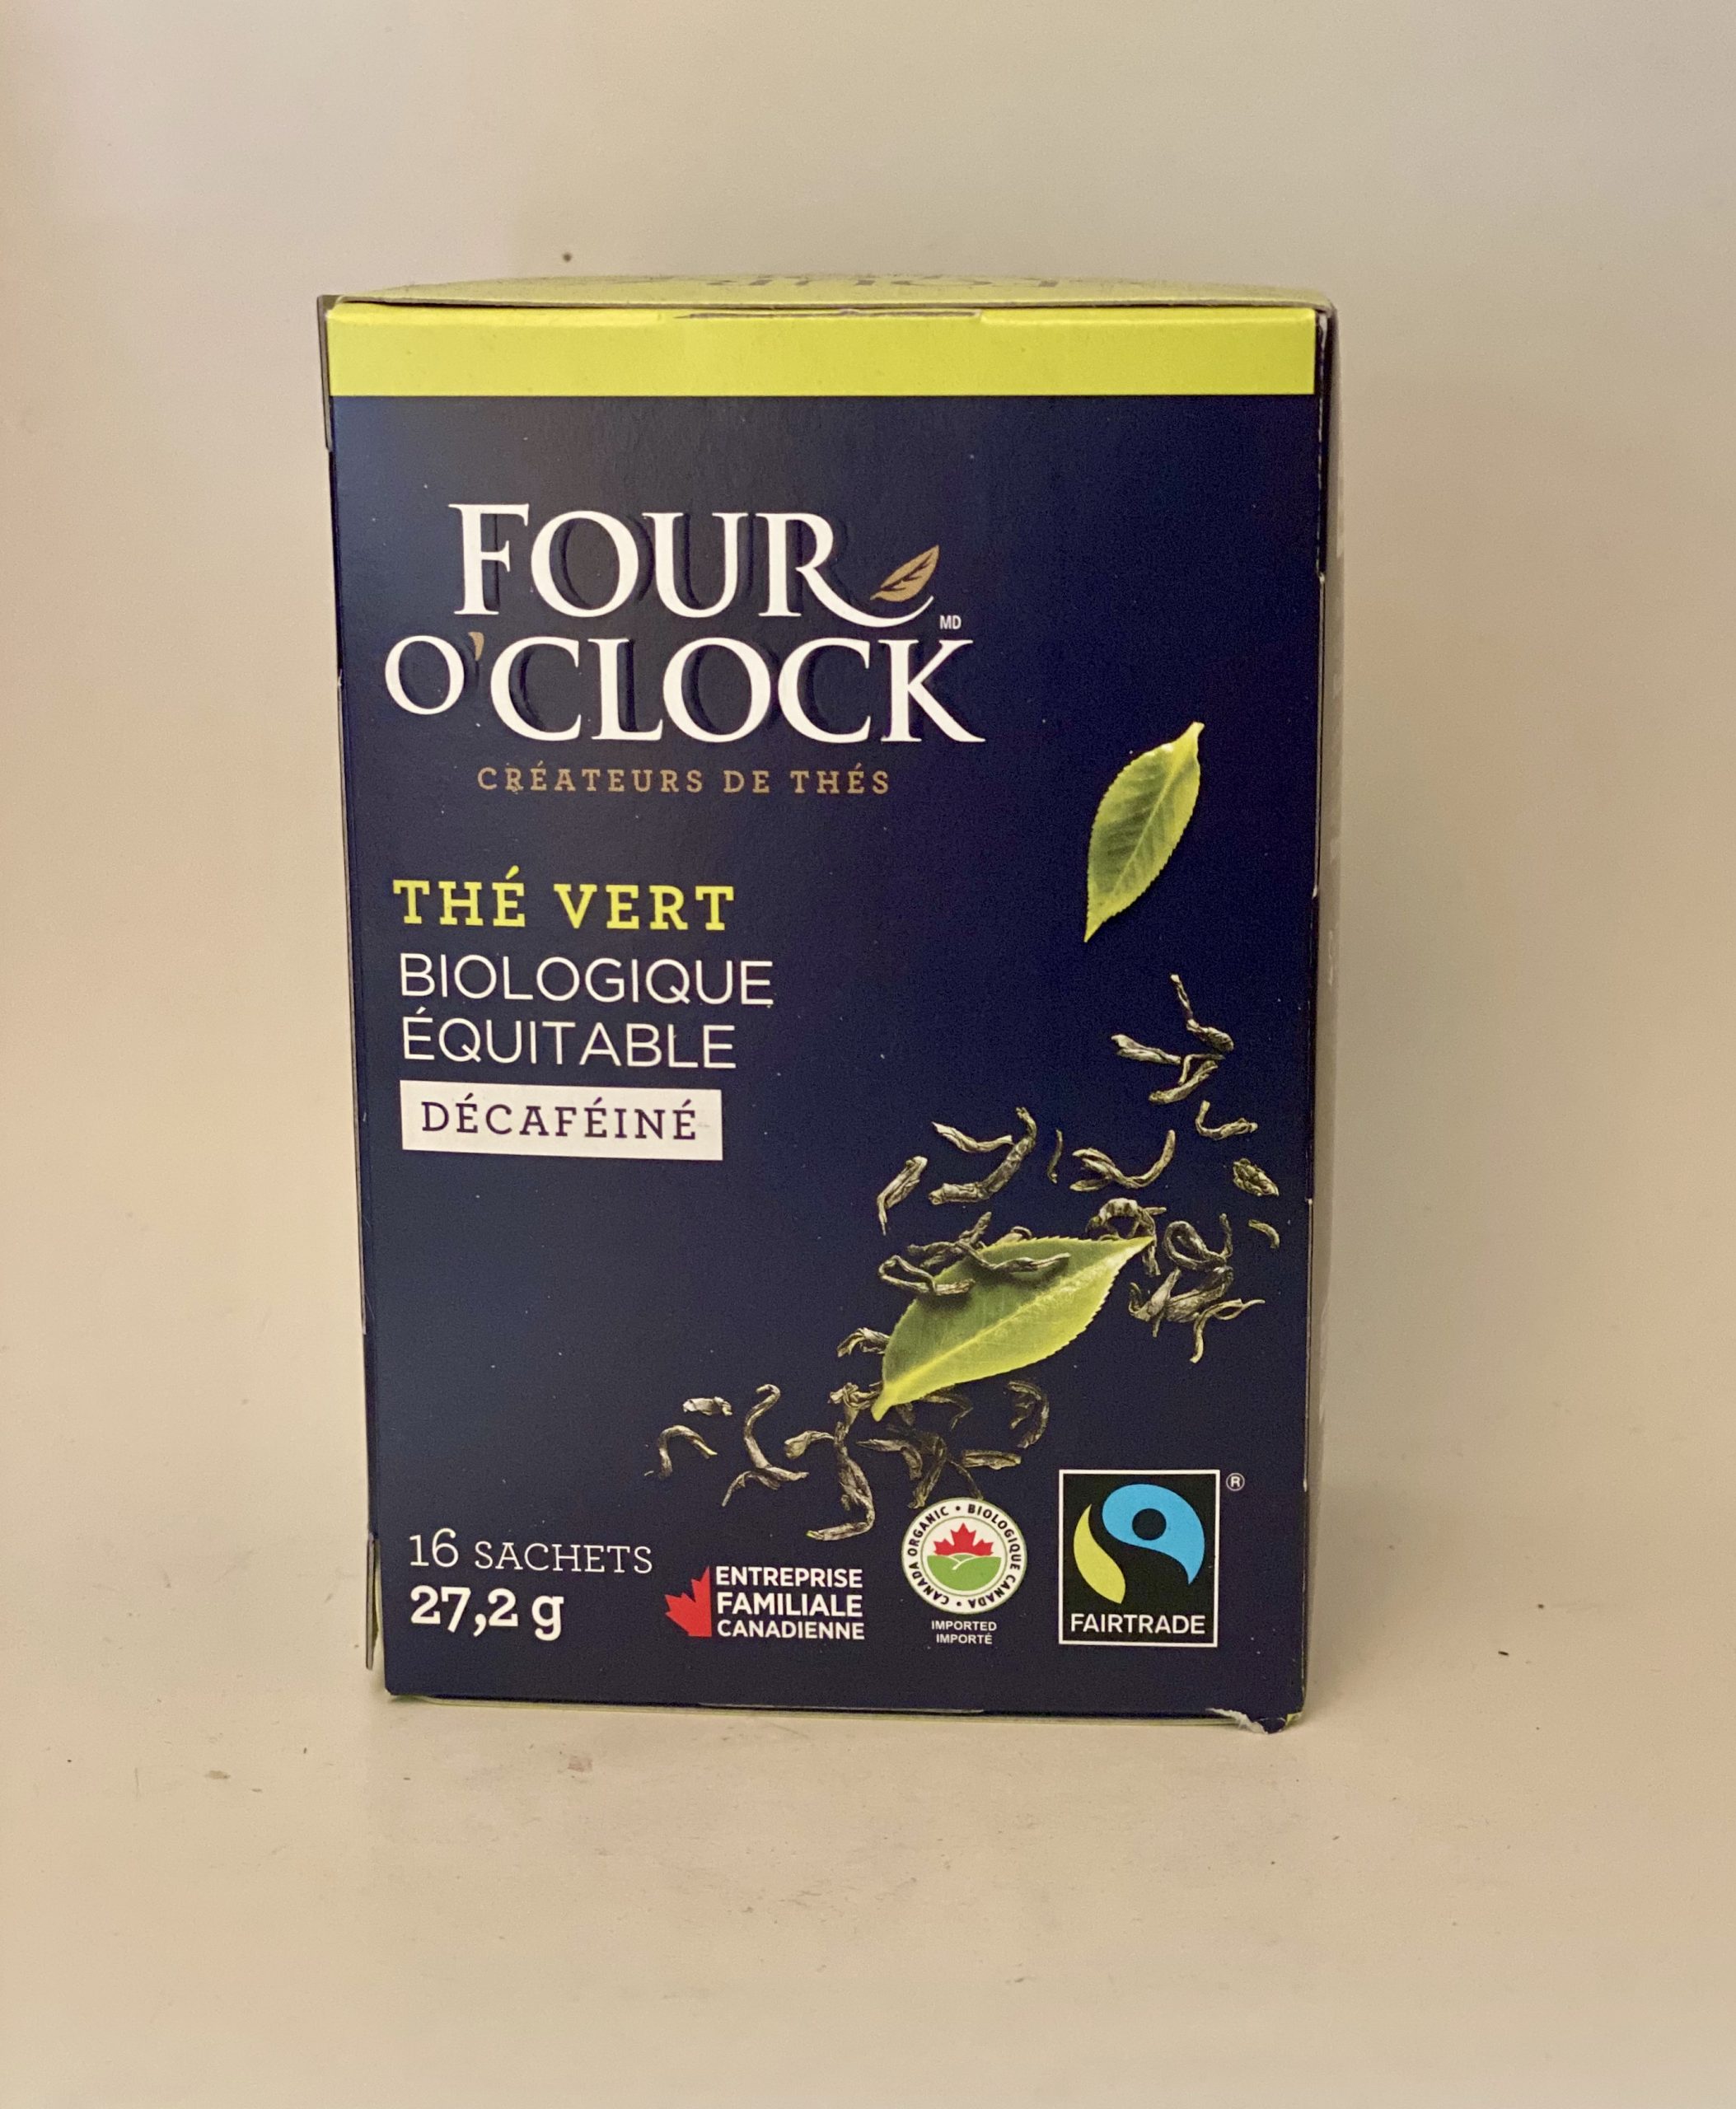 FOUR
O'CLOCK
MD
CRÉATEURS DE THÉS
THÉ VERT
BIOLOGIQUE
ÉQUITABLE
DÉCAFÉINÉ
16 SACHETS
27,2 g
ENTREPRISE
FAMILIALE
CANADIENNE
CANADA ORGANIC • BIOLOGIQUE CANADA •
IMPORTED
IMPORTÉ
FAIRTRADE
®